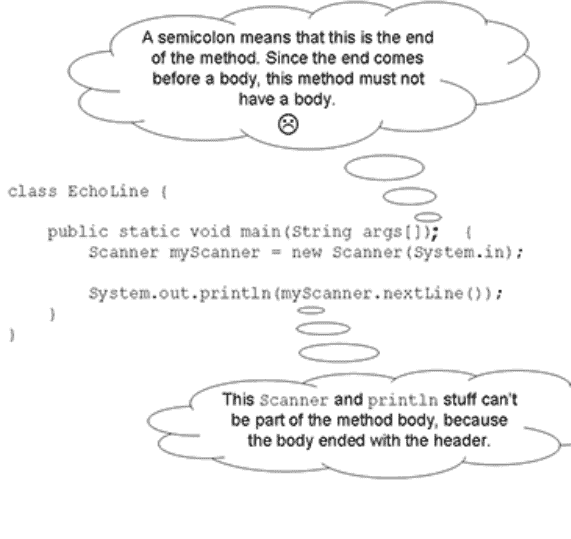 A semicolon means that this is the end
of the method. Since the end comes
before a body, this method must not
have a body.
class EchoLine {
public static void main(String args[]); {
Scanner myScanner = new Scanner(System.in);
System.out.println(myScanner.nextLine());
}
}
This Scanner and println stuff can't
be part of the method body, because
the body ended with the header.